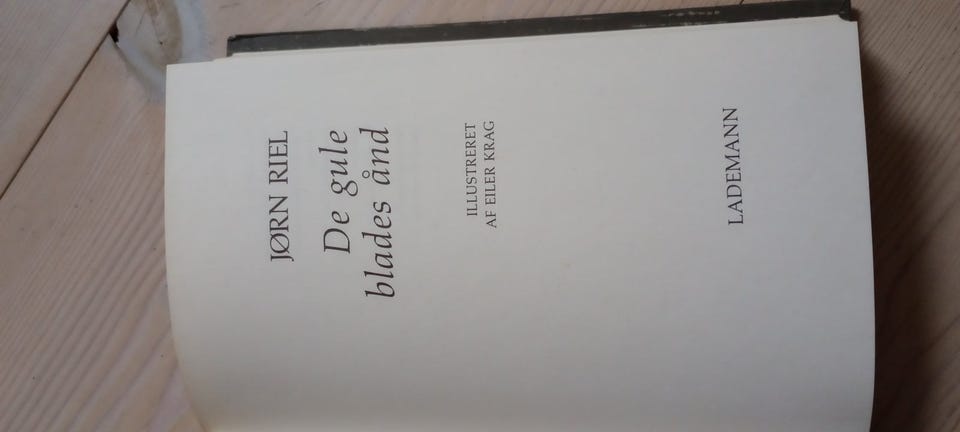 JØRN RIEL
De gule
blades ånd
ILLUSTRERET
AF EILER KRAG
LADEMANN